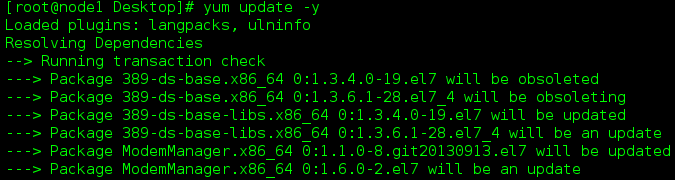 [root@node1 Desktop]# yum update -y
Loaded plugins: langpacks, ulninfo
Resolving Dependencies
--> Running transaction check
---> Package 389-ds-base.x86_64 0:1.3.4.0-19.el7 will be obsoleted
---> Package 389-ds-base.x86_64 0:1.3.6.1-28.el7_4 will be obsoleting
---> Package 389-ds-base-libs.x86_64 0:1.3.4.0-19.el7 will be updated
---> Package 389-ds-base-libs.x86_64 0:1.3.6.1-28.el7_4 will be an update
---> Package ModemManager.x86_64 0:1.1.0-8.git20130913.el7 will be updated
---> Package ModemManager.x86_64 0:1.6.0-2.el7 will be an update